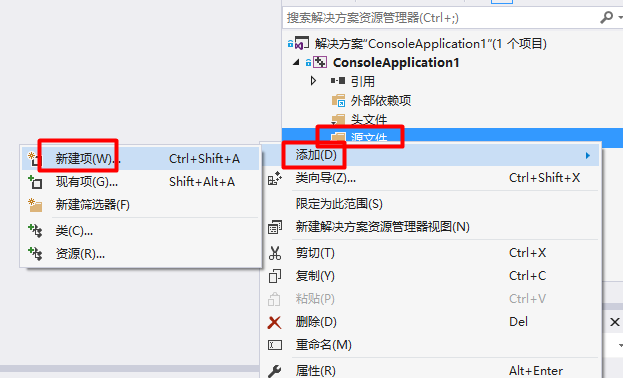 搜索解决方案资源管理器(Ctrl+;)
解决方案"ConsoleApplication1"(1 个项目)
ConsoleApplication1
引用
外部依赖项
头文件
源文件
新建项(W)... Ctrl+Shift+A
现有项(G)... Shift+Alt+A
新建筛选器(F)
类(C)...
资源(R)...
添加(D)
类向导(Z)... Ctrl+Shift+X
限定为此范围(S)
新建解决方案资源管理器视图(N)
剪切(T) Ctrl+X
复制(Y) Ctrl+C
粘贴(P) Ctrl+V
删除(D) Del
重命名(M)
属性(R) Alt+Enter